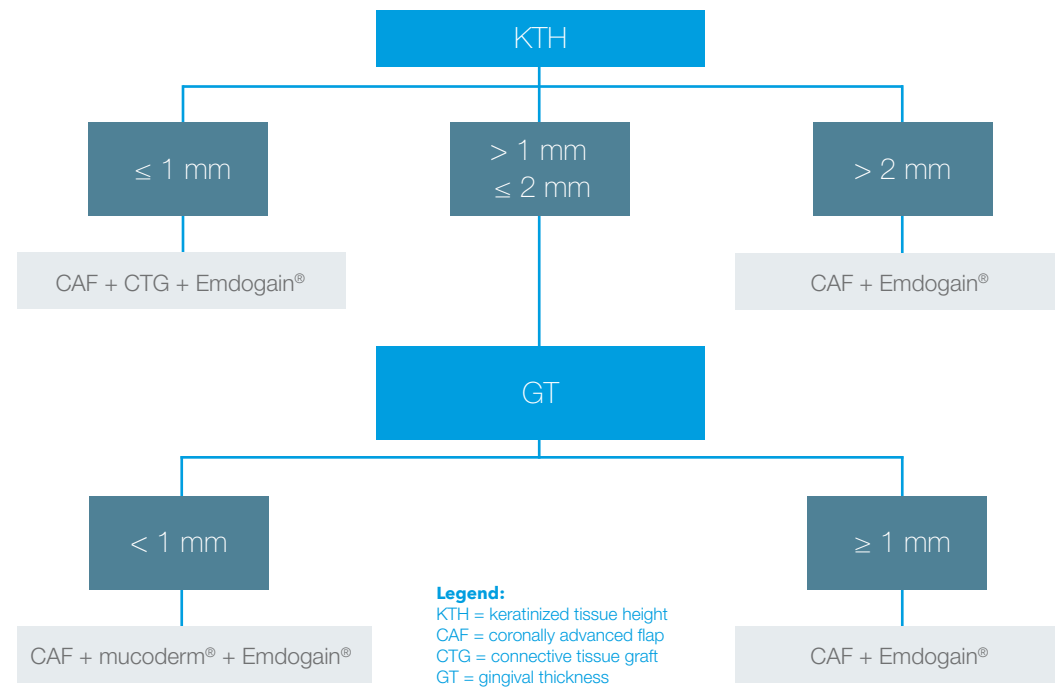 KTH
≤ 1 mm
> 1 mm
≤ 2 mm
> 2 mm
CAF + CTG + Emdogain®
CAF + Emdogain®
GT
< 1 mm
≥ 1 mm
CAF + mucoderm® + Emdogain®
CAF + Emdogain®
Legend:
KTH = keratinized tissue height
CAF = coronally advanced flap
CTG = connective tissue graft
GT = gingival thickness